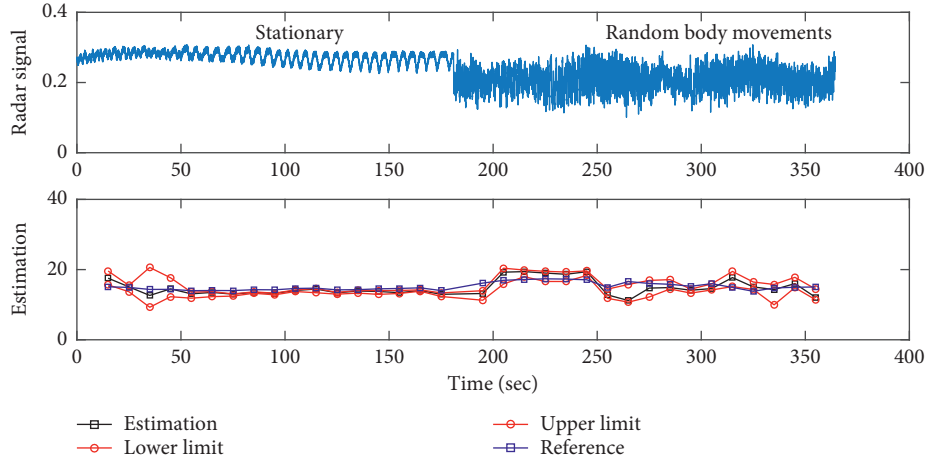 Radar signal
0.4
0.2
0
Stationary
Random body movements
0 50 100 150 200 250 300 350 400
Estimation
40
20
0
0 50 100 150 200 250 300 350 400
Time (sec)
Estimation Upper limit
Lower limit Reference